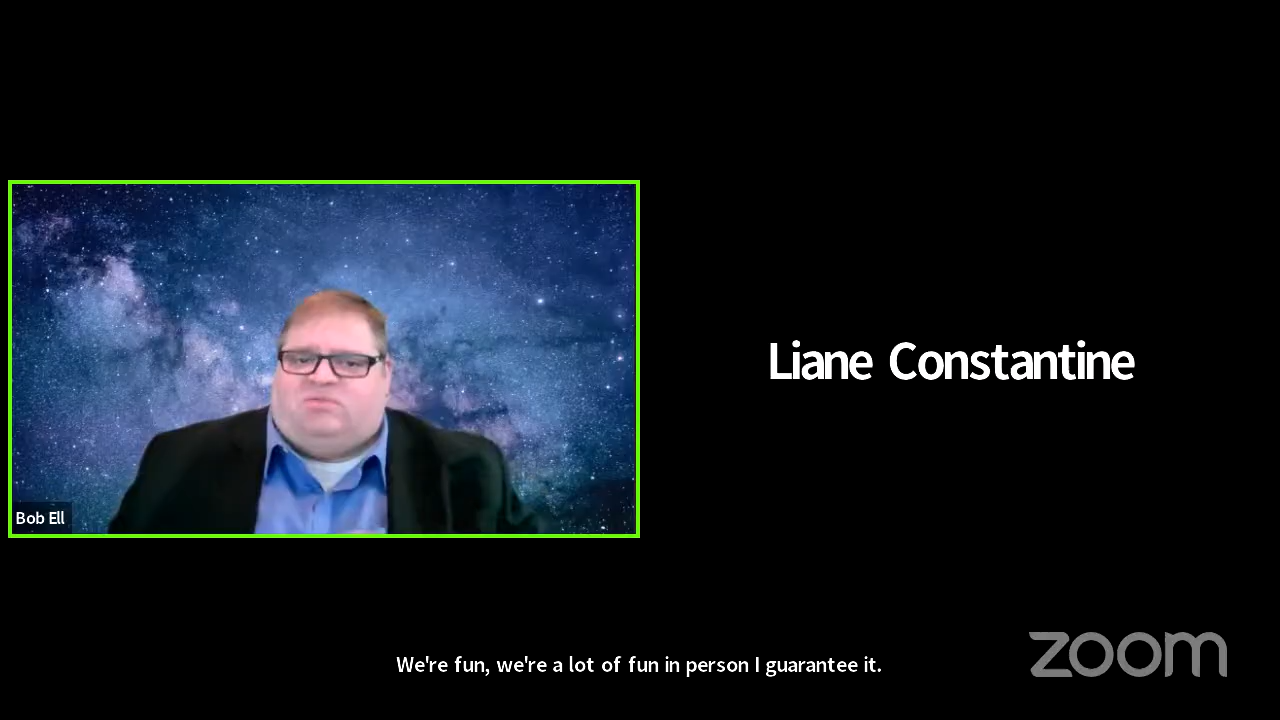 Liane Constantine
Bob Ell
We're fun, we're a lot of fun in person I guarantee it.
zoom